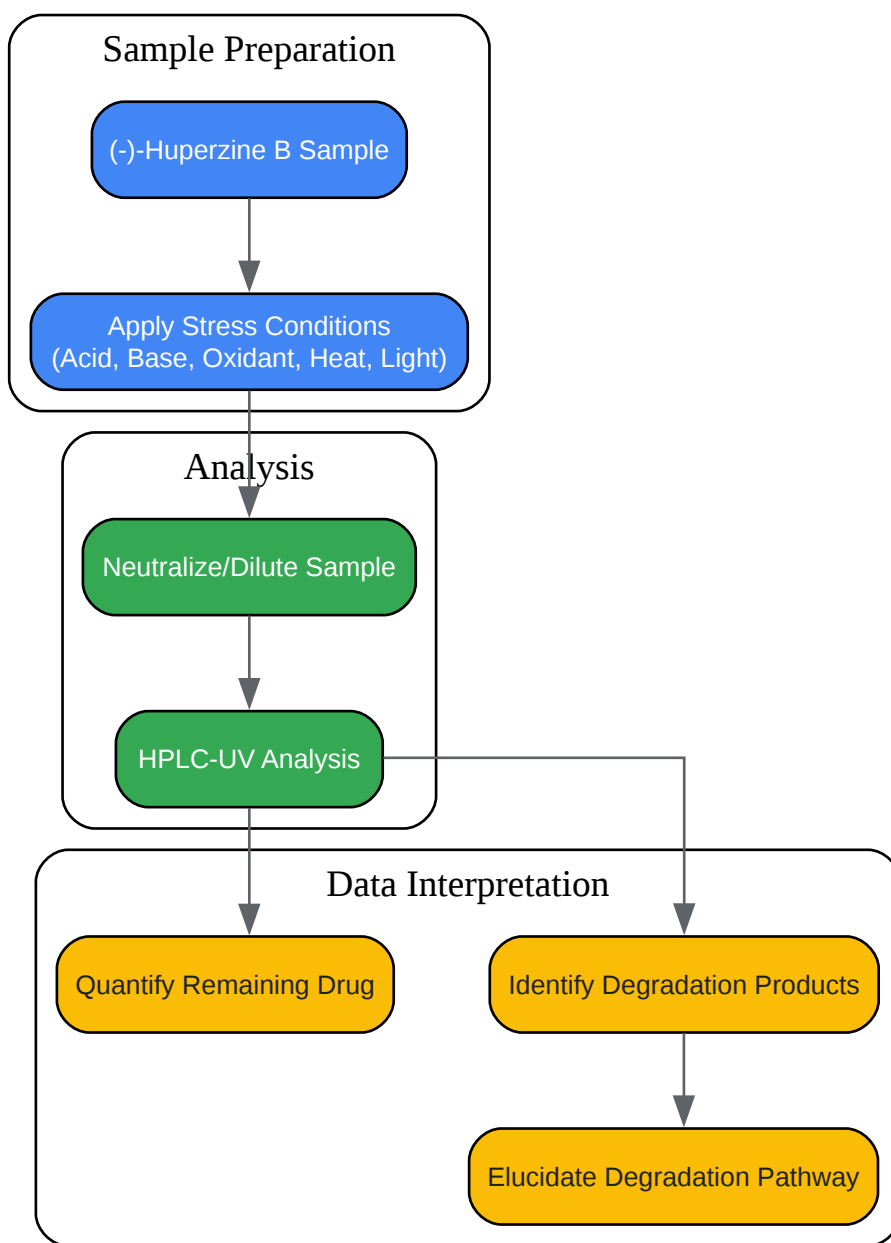 Sample Preparation
(-)-Huperzine B Sample
Apply Stress Conditions
(Acid, Base, Oxidant, Heat, Light)
Analysis
Neutralize/Dilute Sample
HPLC-UV Analysis
Data Interpretation
Quantify Remaining Drug
Identify Degradation Products
Elucidate Degradation Pathway